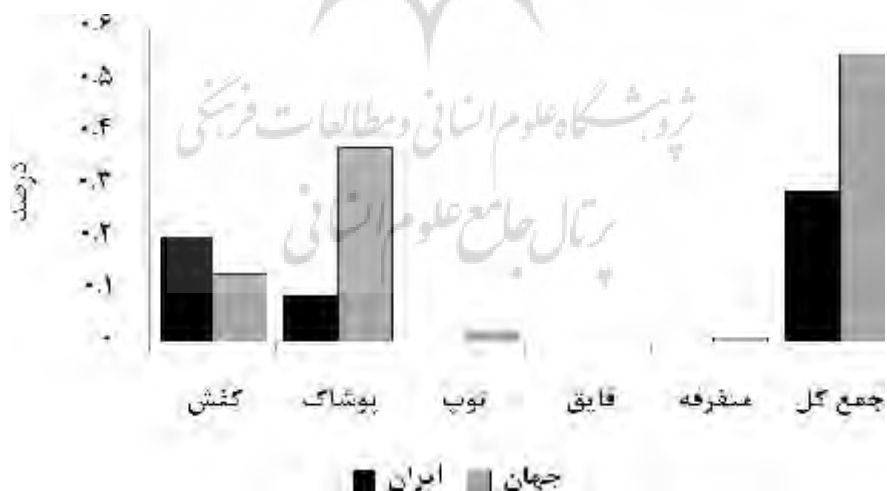 ۰.۶
۰.۵
۰.۴
۰.۳
۰.۲
۰.۱
۰
درصد
پژوهشگاه علوم انسانی و مطالعات فرهنگی
پرتال جامع علوم انسانی
کفش پوشاک توپ قایق متفرقه جمع کل
ایران جهان